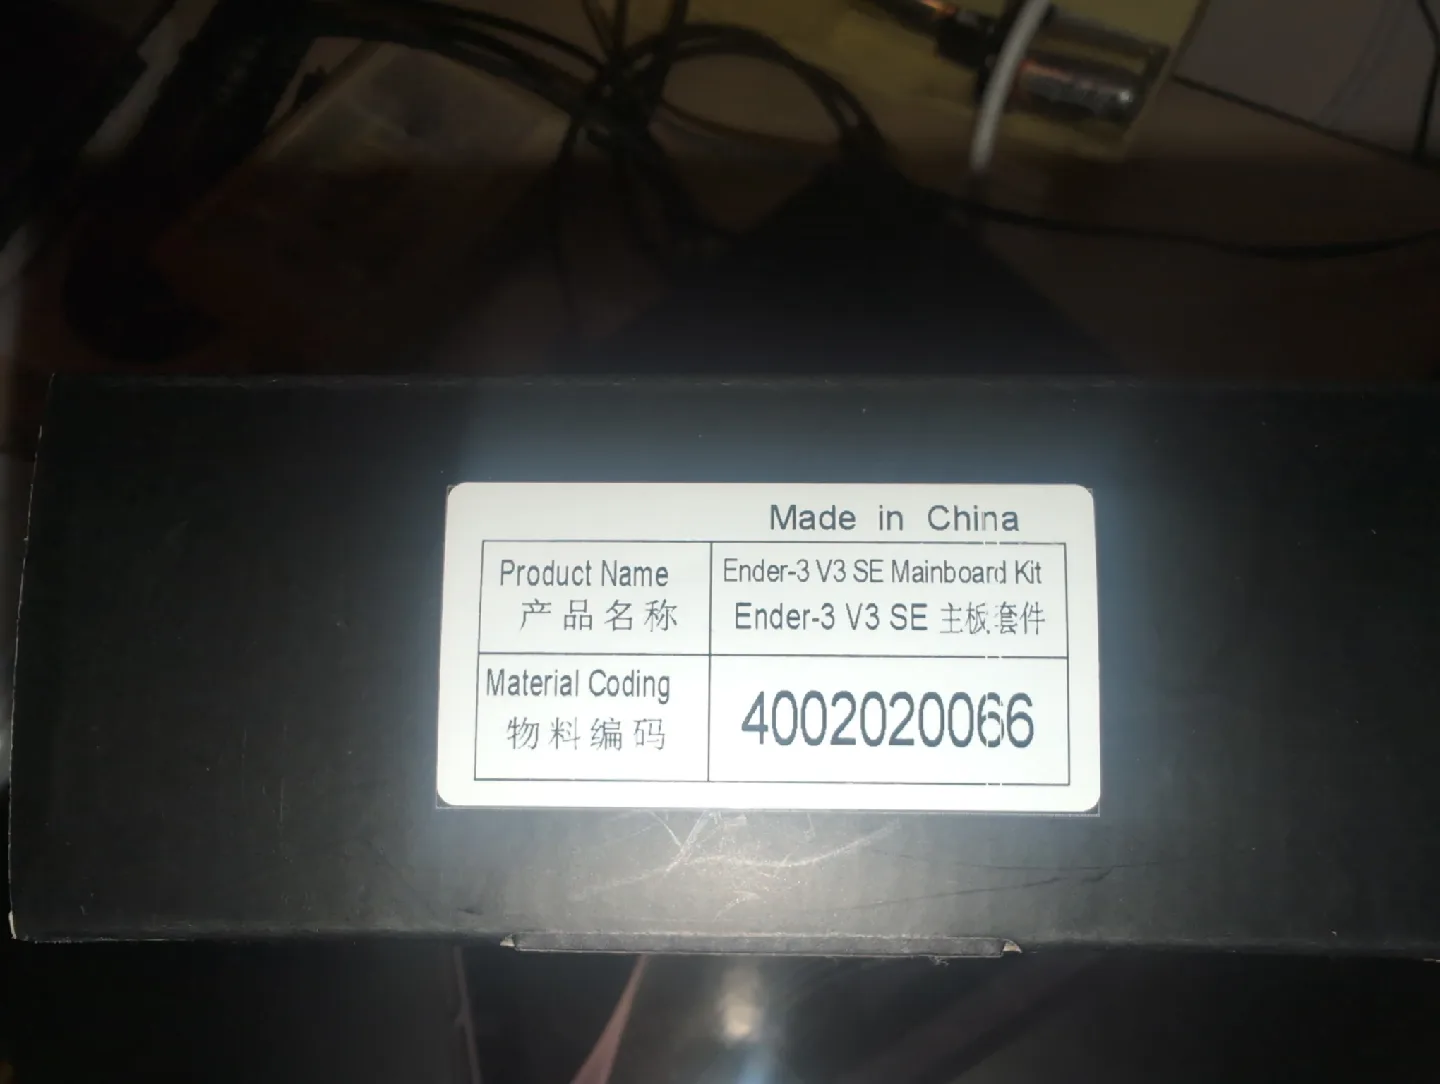 Made in China
Product Name
产品名称
Ender-3 V3 SE Mainboard Kit
Ender-3 V3 SE 主板套件
Material Coding
物料编码
4002020066